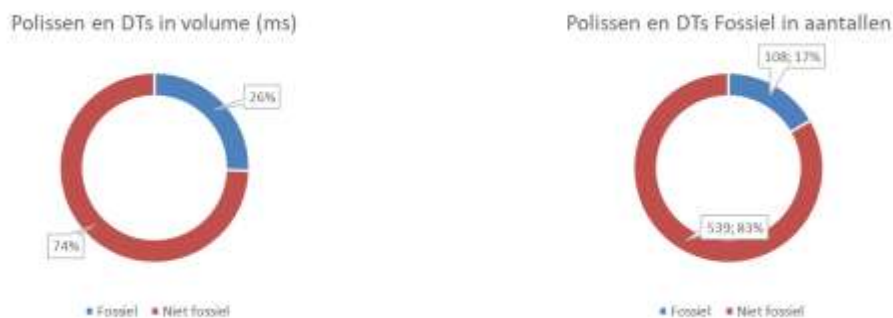 Polissen en DTs in volume (ms)
26%
74%
Fossiel Niet fossiel
Polissen en DTs Fossiel in aantallen
108; 17%
539; 83%
Fossiel Niet fossiel